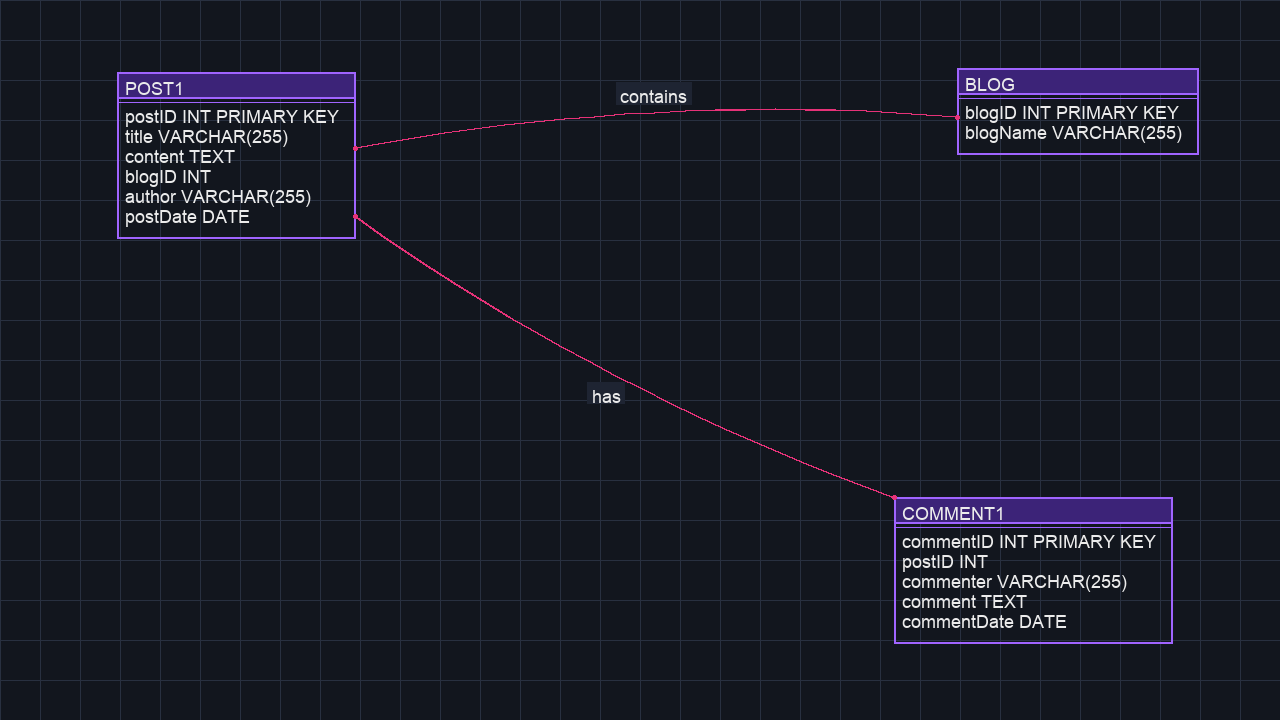 POST1
postID INT PRIMARY KEY
title VARCHAR(255)
content TEXT
blogID INT
author VARCHAR(255)
postDate DATE
contains
BLOG
blogID INT PRIMARY KEY
blogName VARCHAR(255)
has
COMMENT1
commentID INT PRIMARY KEY
postID INT
commenter VARCHAR(255)
comment TEXT
commentDate DATE